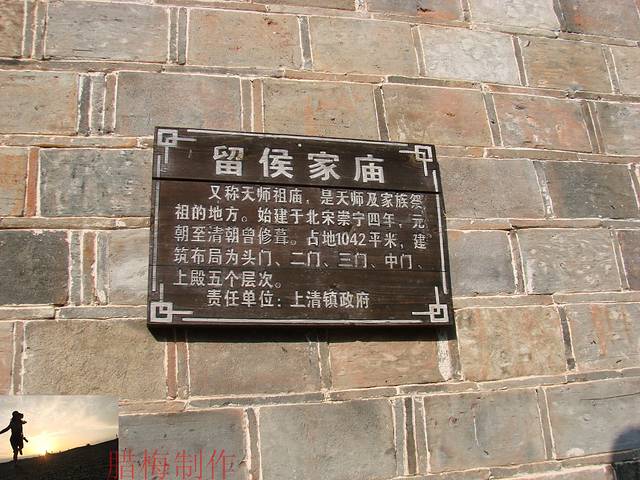 留侯家庙
又称天师祖庙，是天师及家族祭
祖的地方。始建于北宋崇宁四年，元
朝至清朝曾修葺。占地1042平米，建
筑布局为头门、二门、三门、中门、
上殿五个层次。
责任单位：上清镇政府
腊梅制作